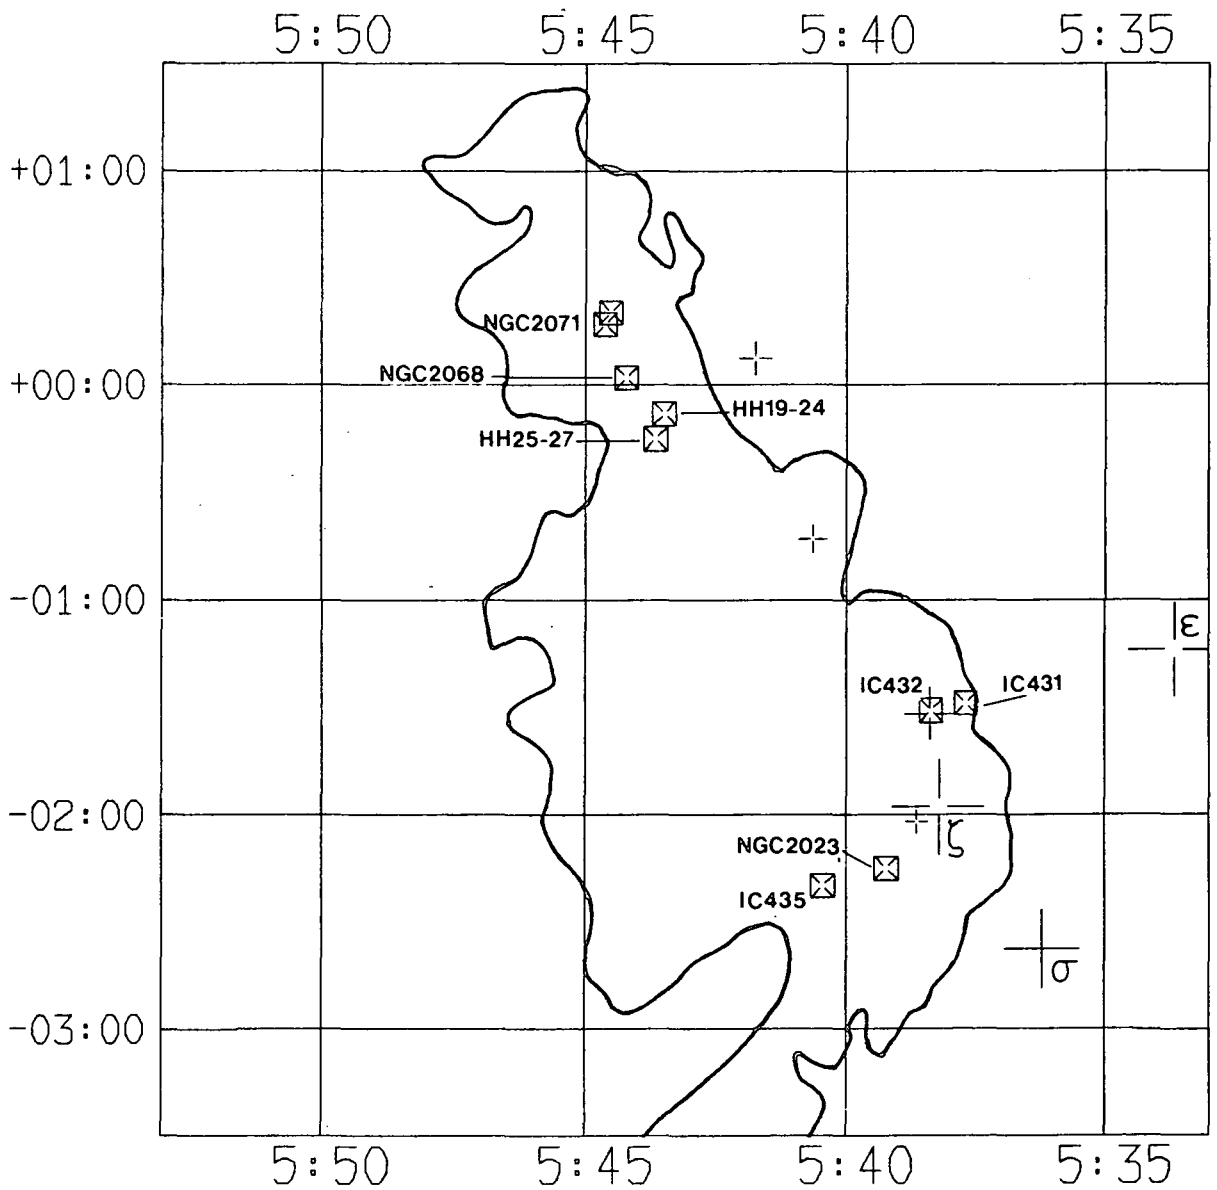 5:50 5:45 5:40 5:35
+01:00
NGC2071
NGC2068
+00:00
HH19-24
HH25-27
-01:00
ε
IC432 IC431
-02:00
ζ
NGC2023
IC435
σ
-03:00
5:50 5:45 5:40 5:35